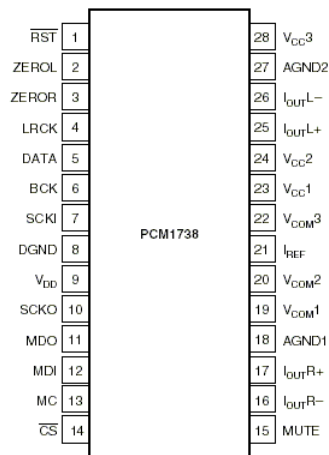 R̅S̅T̅ 1 28 VCC3
ZEROL 2 27 AGND2
ZEROR 3 26 IOUTL–
LRCK 4 25 IOUTL+
DATA 5 24 VCC2
BCK 6 23 VCC1
SCKI 7 22 VCOM3
PCM1738
DGND 8 21 IREF
VDD 9 20 VCOM2
SCKO 10 19 VCOM1
MDO 11 18 AGND1
MDI 12 17 IOUTR+
MC 13 16 IOUTR–
C̅S̅ 14 15 MUTE